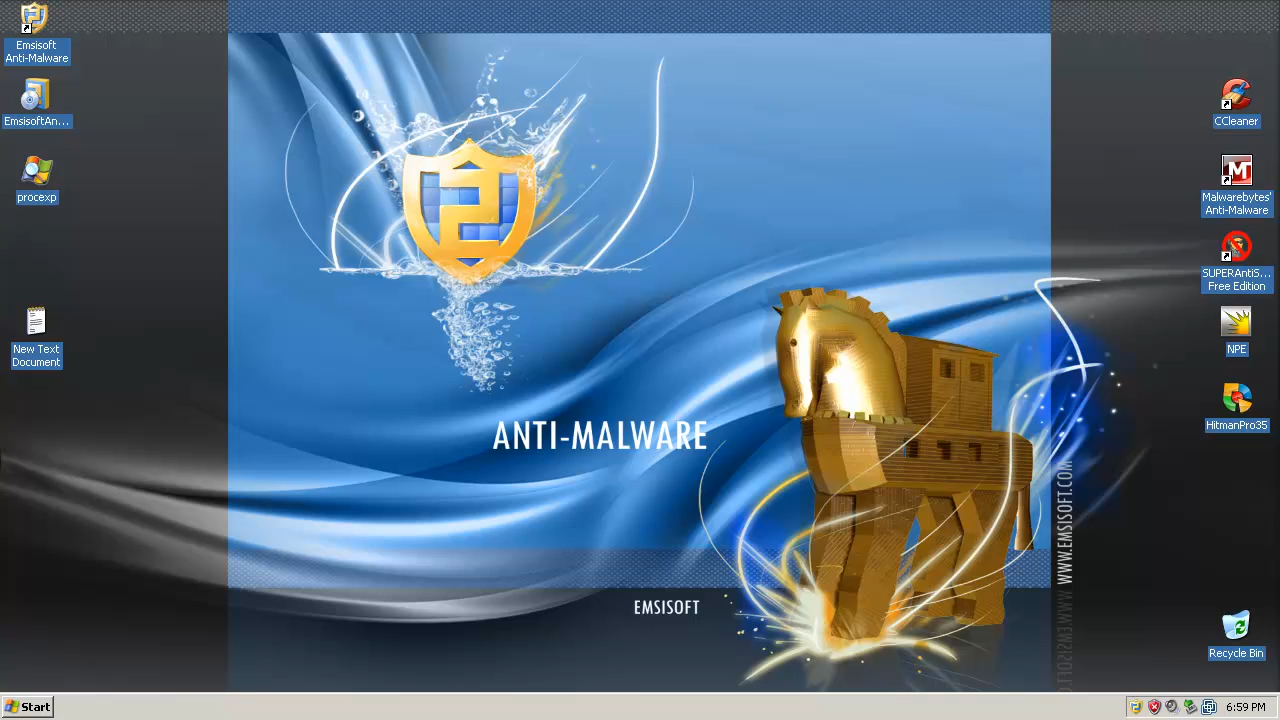 Emsisoft
Anti-Malware
EmsisoftAn...
procexp
New Text
Document
2
ANTI-MALWARE
EMSISOFT
WWW.EMSISOFT.COM
CCleaner
Malwarebytes'
Anti-Malware
SUPERAntiS...
Free Edition
NPE
HitmanPro35
Recycle Bin
Start
6:59 PM